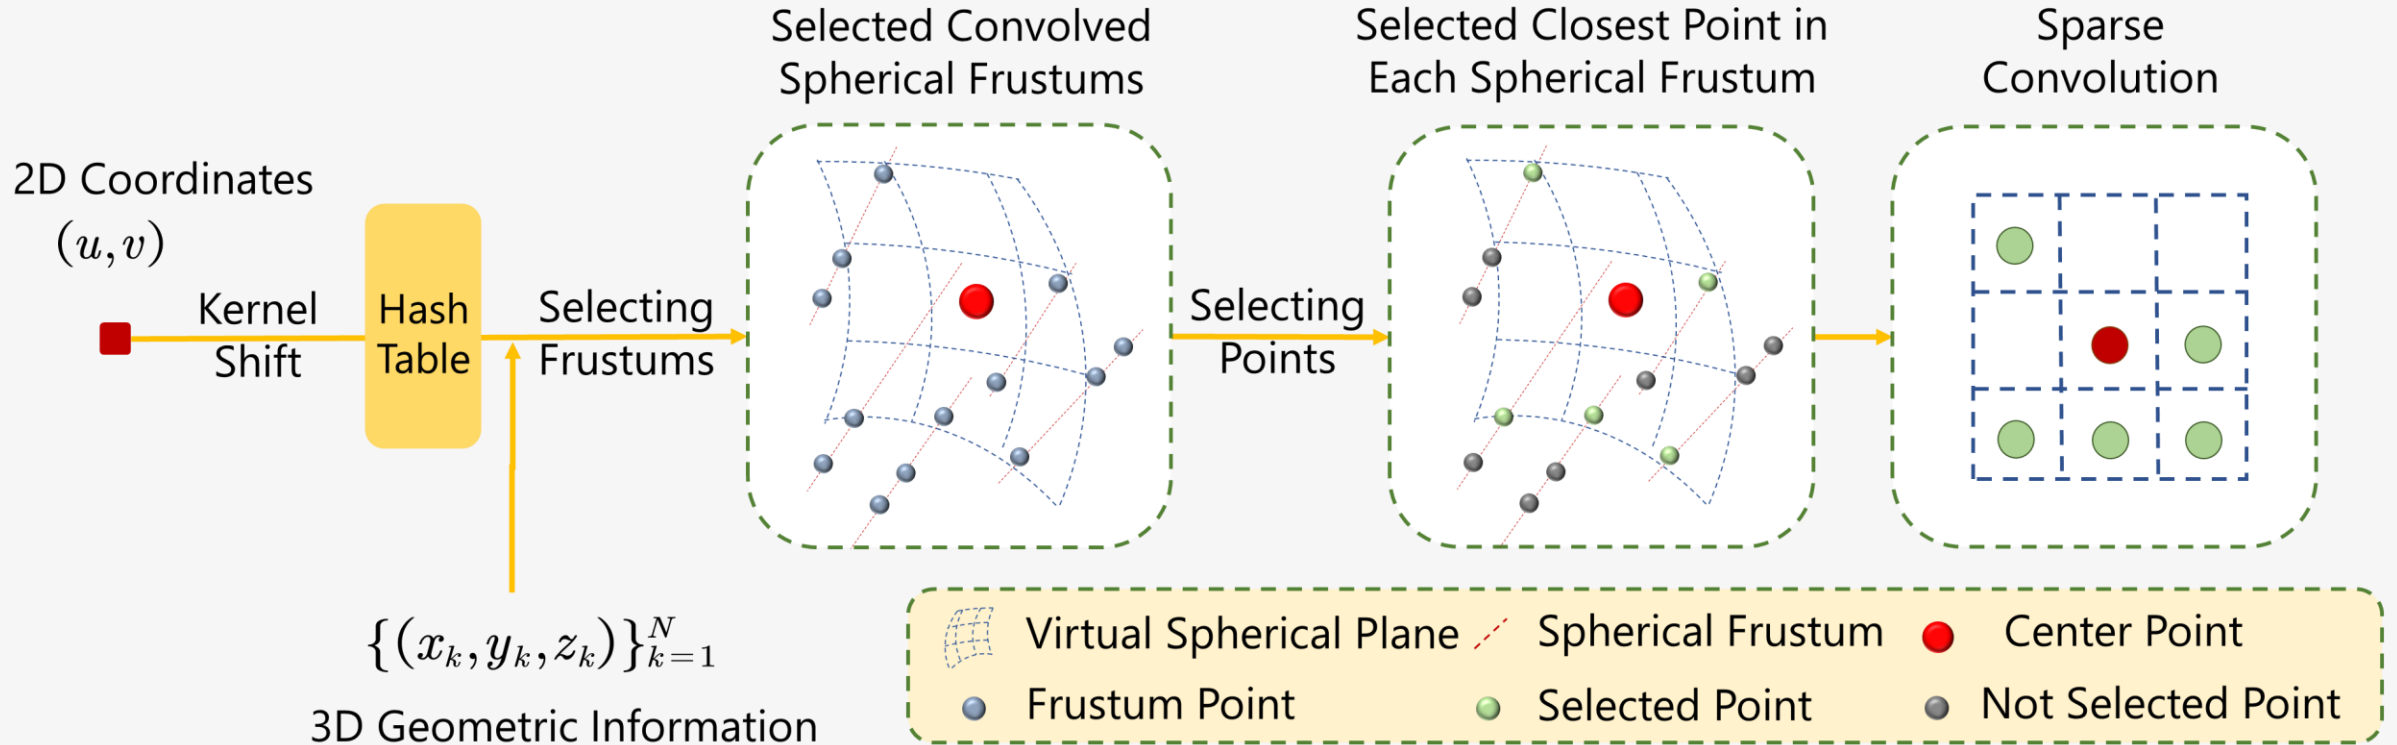 2D Coordinates
(u, v)
Kernel
Shift
Hash
Table
Selecting
Frustums
{(x_k, y_k, z_k)}_{k=1}^{N}
3D Geometric Information
Selected Convolved
Spherical Frustums
Selecting
Points
Selected Closest Point in
Each Spherical Frustum
Sparse
Convolution
Virtual Spherical Plane
Spherical Frustum
Center Point
Frustum Point
Selected Point
Not Selected Point